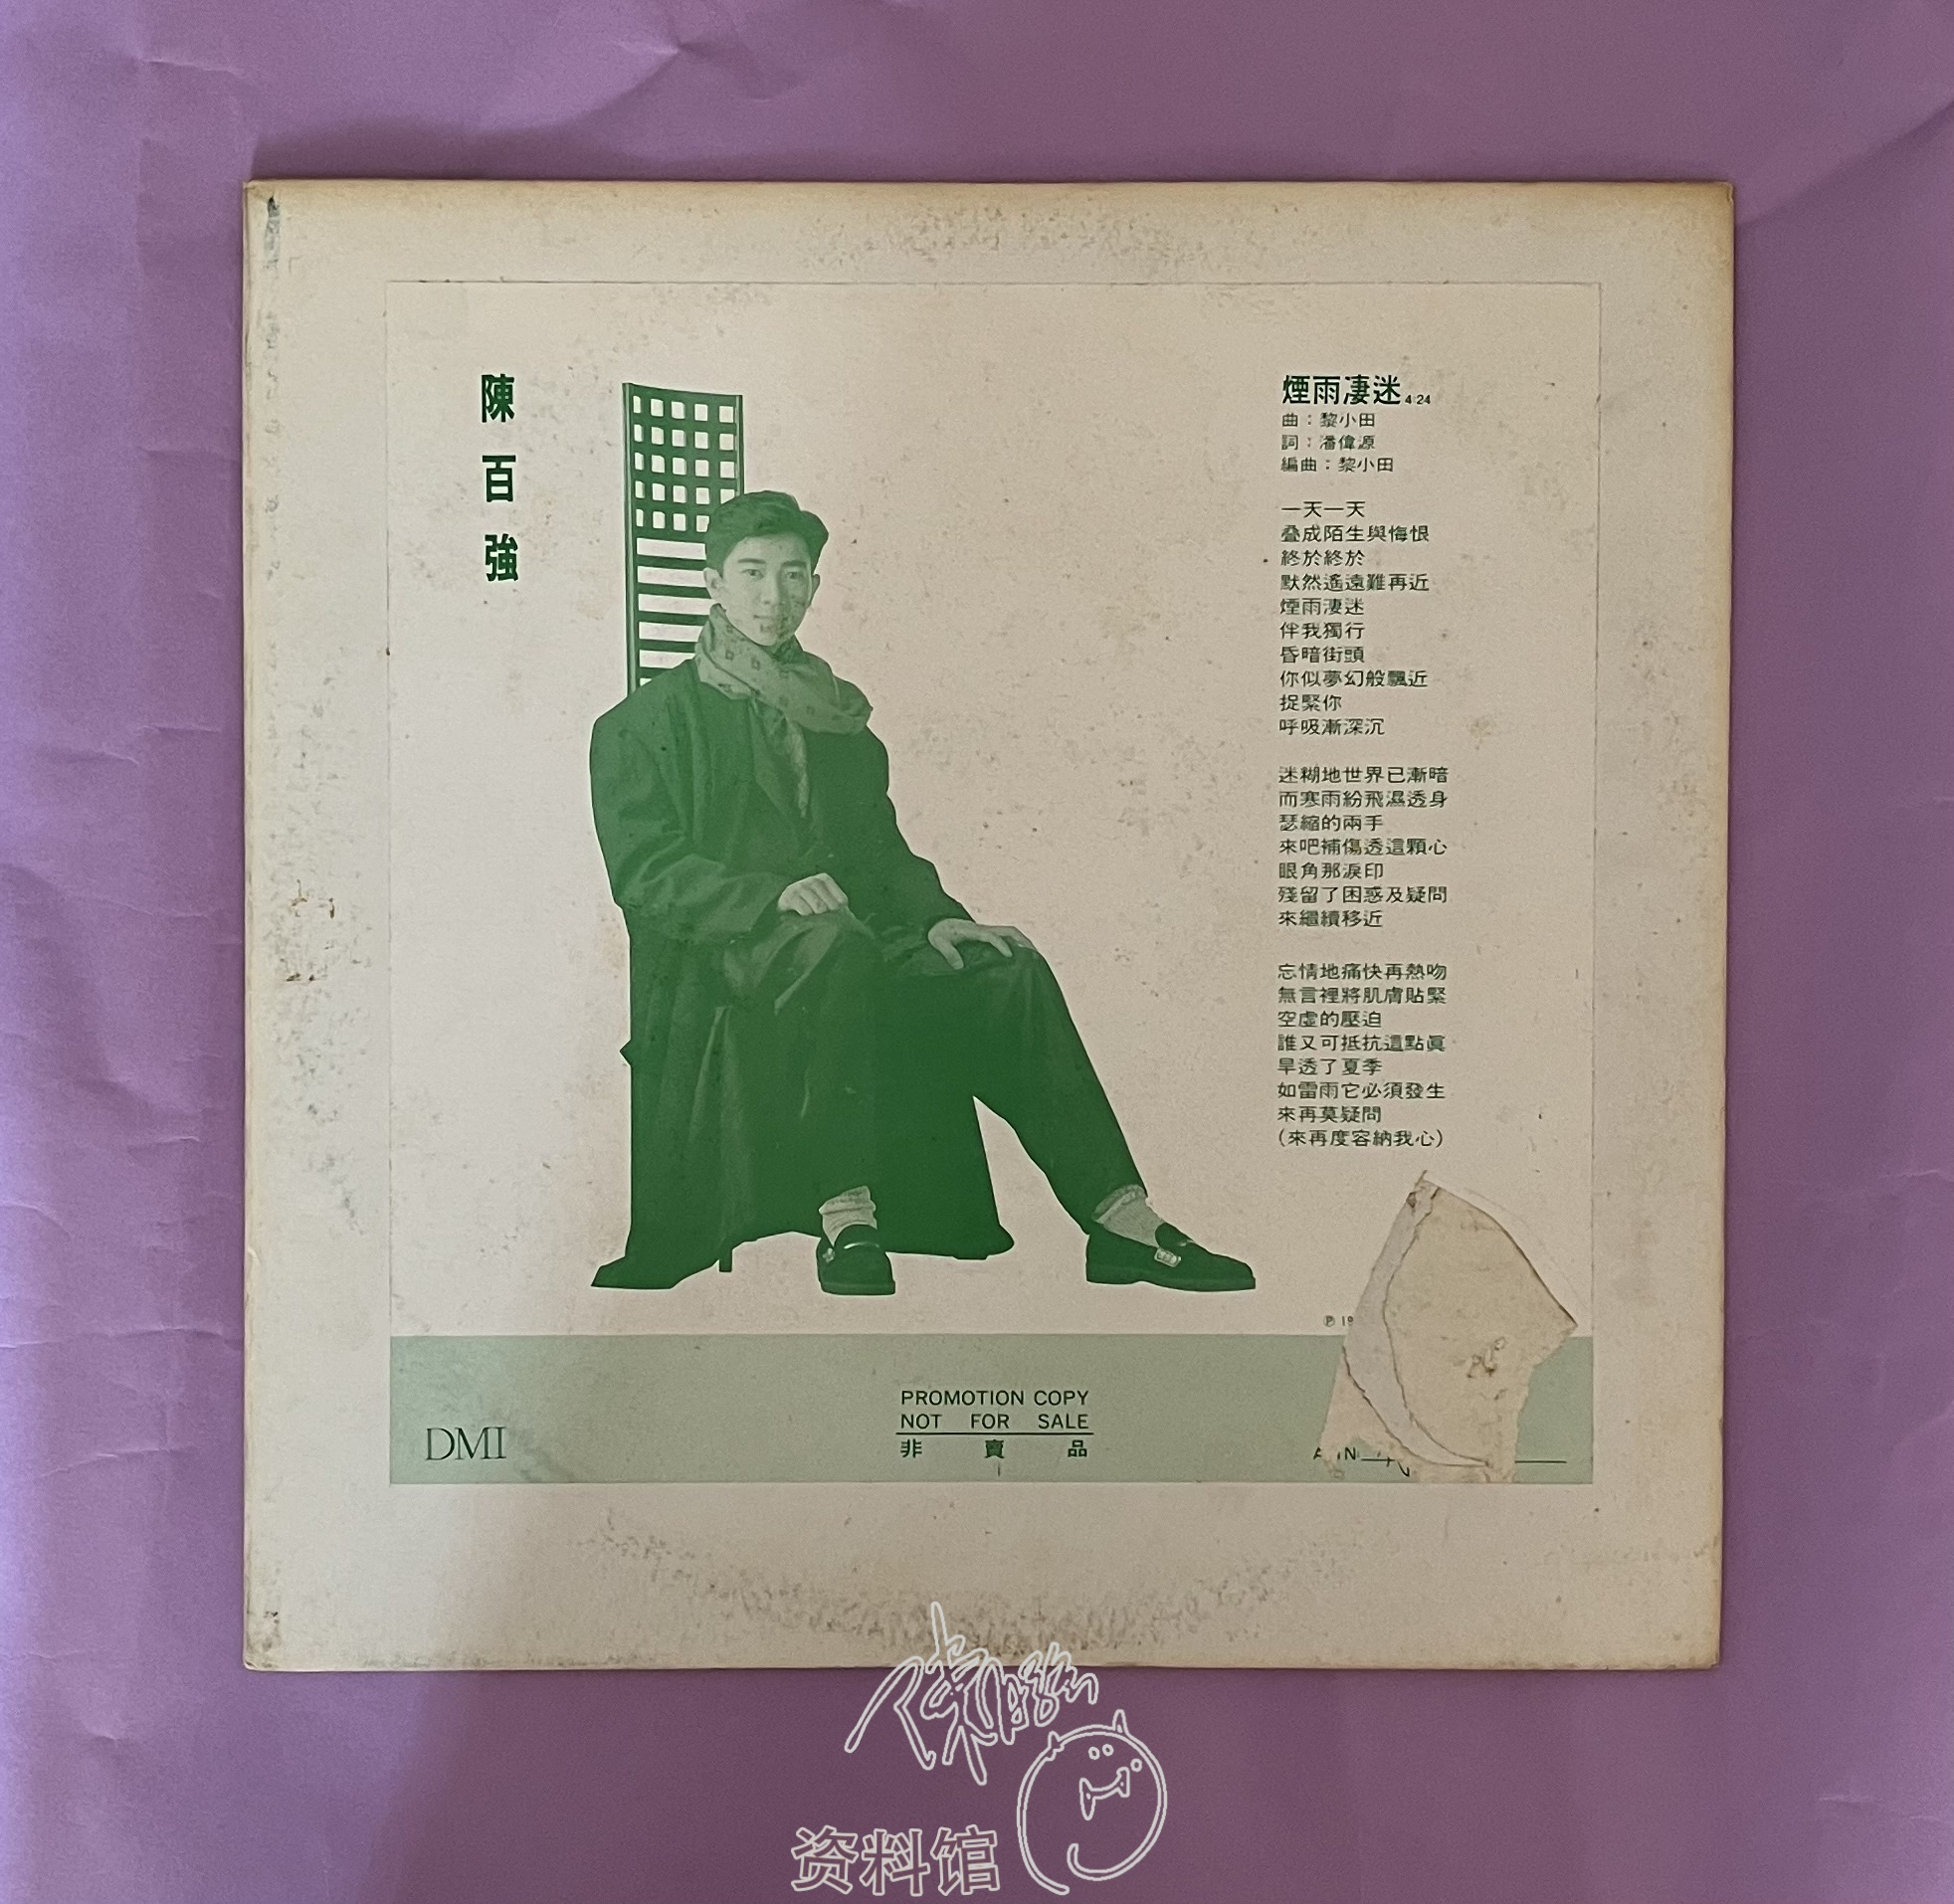 陳百強
煙雨凄迷 4:24
曲：黎小田
詞：潘偉源
編曲：黎小田
一天一天
叠成陌生與悔恨
終於終於
默然遙遠難再近
煙雨淒迷
伴我獨行
昏暗街頭
你似夢幻般飄近
捉緊你
呼吸漸深沉
迷糊地世界已漸暗
而寒雨紛飛濕透身
瑟縮的兩手
來吧補傷透這顆心
眼角那淚印
殘留了困惑及疑問
來繼續移近
忘情地痛快再熱吻
無言裡將肌膚貼緊
空虛的壓迫
誰又可抵抗這點眞
旱透了夏季
如雷雨它必須發生
來再莫疑問
(來再度容納我心)
℗ 19
DMI
PROMOTION COPY
NOT FOR SALE
非賣品
陳百強
资料馆